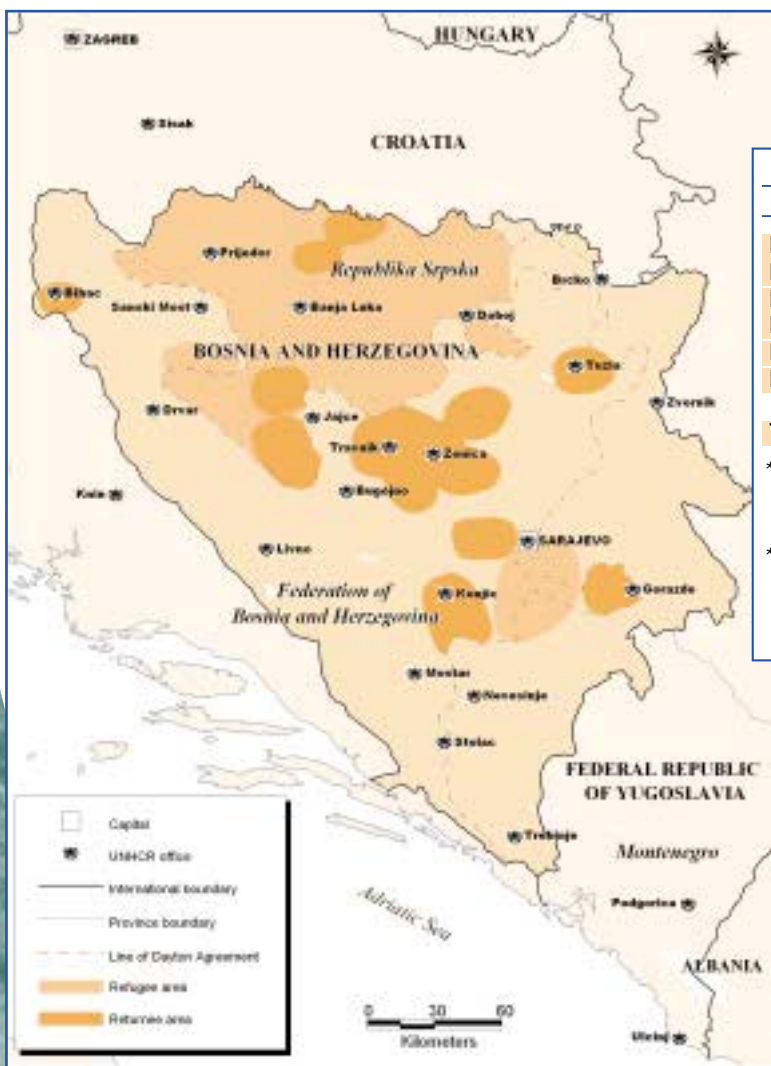 HUNGARY
ZAGREB
Sisak
CROATIA
Prijedor
Republika Srpska
Brcko
Bihac
Sanski Most
Banja Luka
Doboj
BOSNIA AND HERZEGOVINA
Tuzla
Drvar
Jajce
Zvornik
Travnik
Zenica
Knin
Bugojno
Livno
SARAJEVO
Federation of
Bosnia and Herzegovina
Konjic
Gorazde
Mostar
Nevesinje
Stolac
FEDERAL REPUBLIC
OF YUGOSLAVIA
Trebinje
Montenegro
Podgorica
Adriatic Sea
ALBANIA
Ulcinj
Capital
UNHCR office
International boundary
Province boundary
Line of Dayton Agreement
Refugee area
Returnee area
0 30 60
Kilometers
*
*